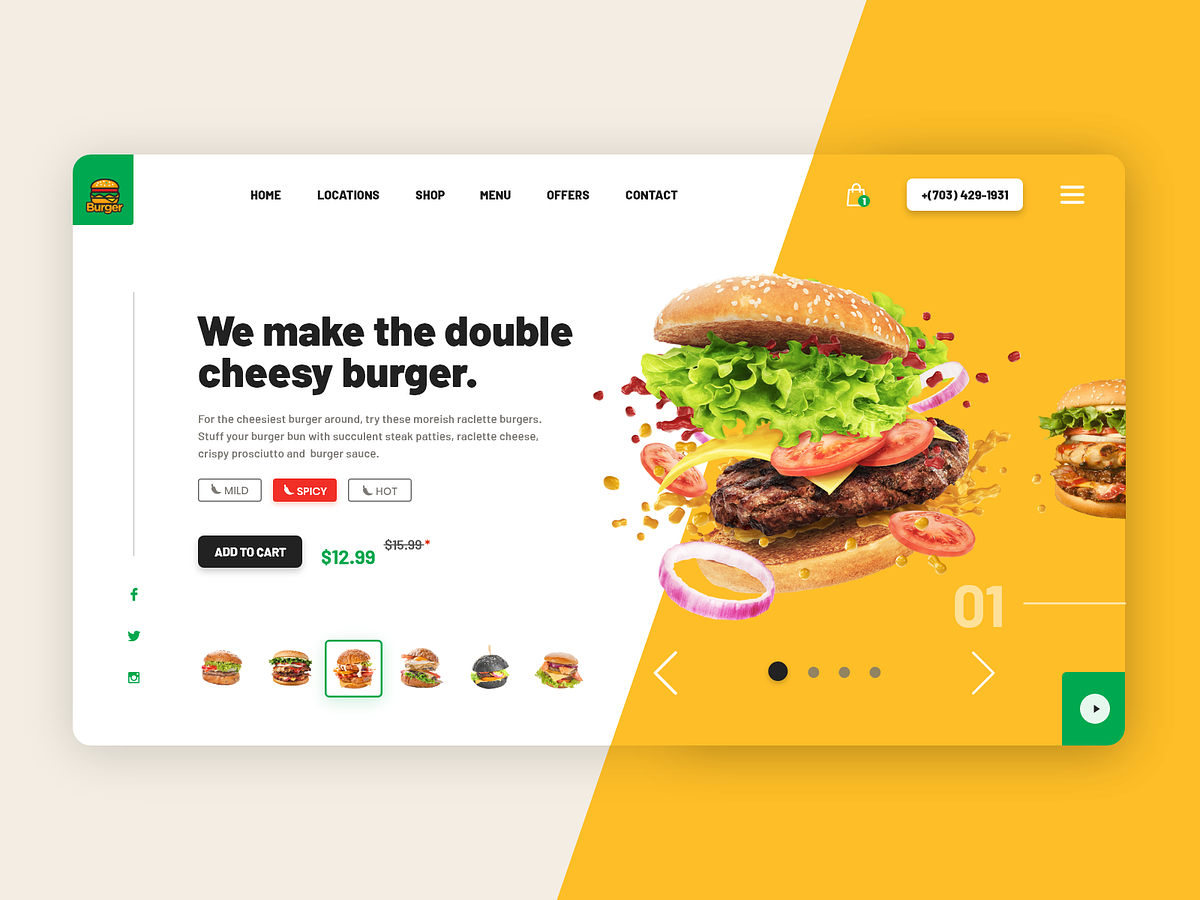 Burger
HOME
LOCATIONS
SHOP
MENU
OFFERS
CONTACT
1
+(703) 429-1931
We make the double
cheesy burger.
For the cheesiest burger around, try these moreish raclette burgers.
Stuff your burger bun with succulent steak patties, raclette cheese,
crispy prosciutto and  burger sauce.
MILD
SPICY
HOT
ADD TO CART
$12.99
$15.99 *
01